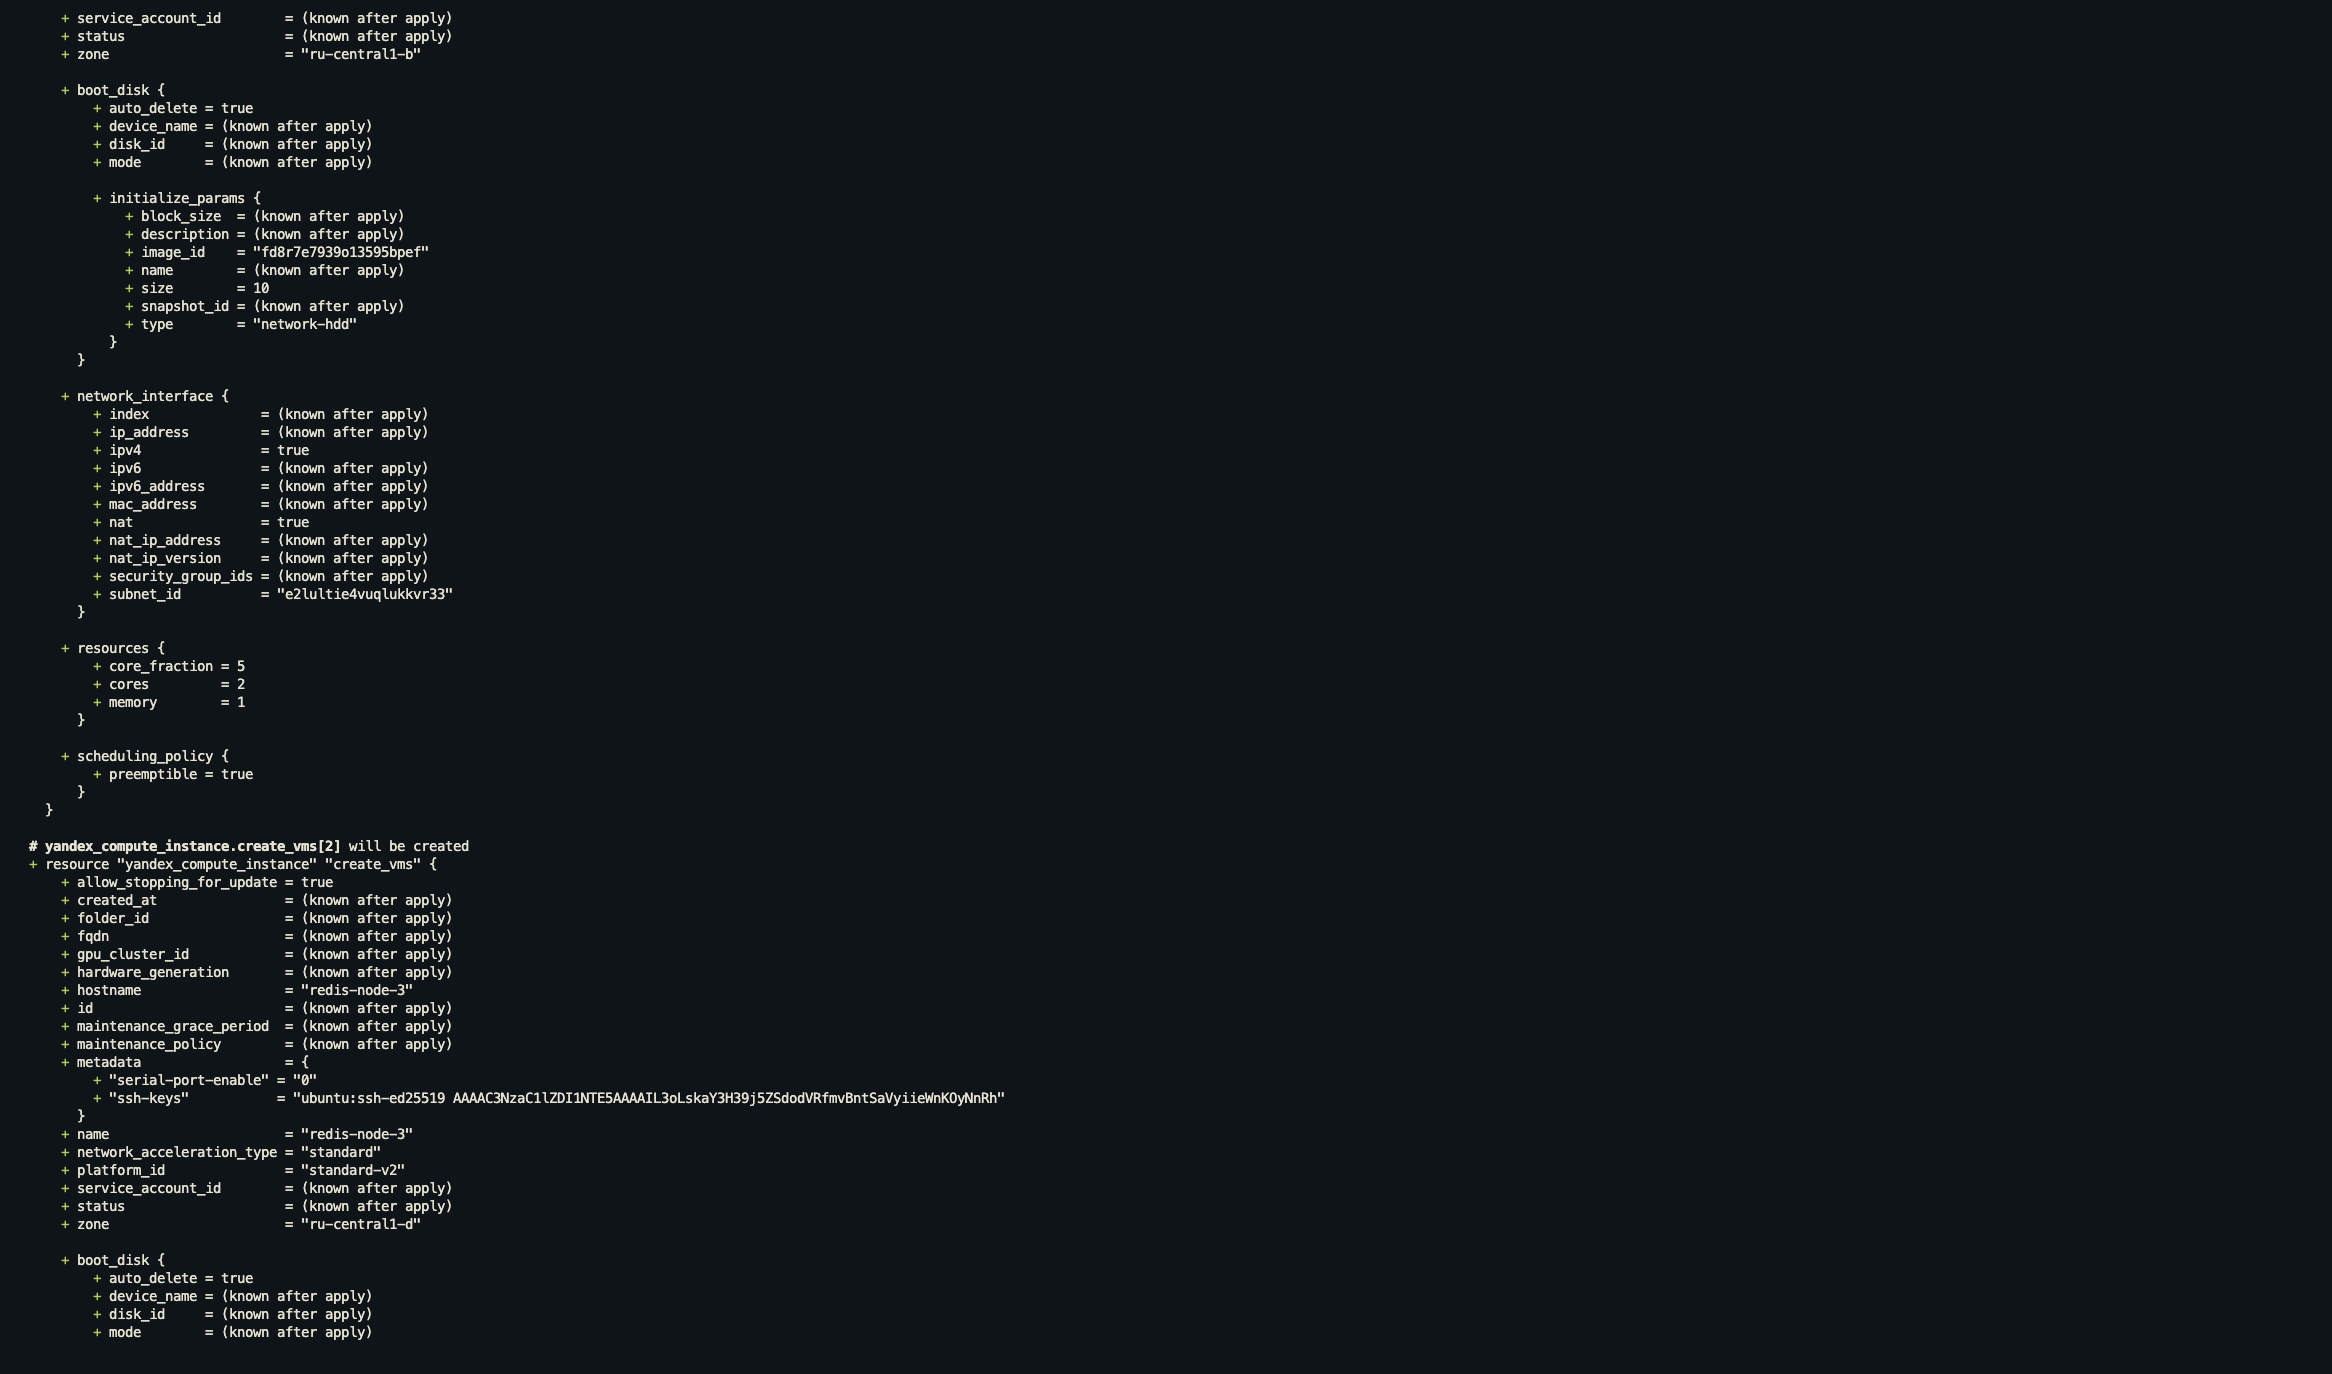 + service_account_id        = (known after apply)
+ status                    = (known after apply)
+ zone                      = "ru-central1-b"

+ boot_disk {
+ auto_delete = true
+ device_name = (known after apply)
+ disk_id     = (known after apply)
+ mode        = (known after apply)

+ initialize_params {
+ block_size  = (known after apply)
+ description = (known after apply)
+ image_id    = "fd8r7e7939o13595bpef"
+ name        = (known after apply)
+ size        = 10
+ snapshot_id = (known after apply)
+ type        = "network-hdd"
}
}

+ network_interface {
+ index              = (known after apply)
+ ip_address         = (known after apply)
+ ipv4               = true
+ ipv6               = (known after apply)
+ ipv6_address       = (known after apply)
+ mac_address        = (known after apply)
+ nat                = true
+ nat_ip_address     = (known after apply)
+ nat_ip_version     = (known after apply)
+ security_group_ids = (known after apply)
+ subnet_id          = "e2lultie4vuqlukkvr33"
}

+ resources {
+ core_fraction = 5
+ cores         = 2
+ memory        = 1
}

+ scheduling_policy {
+ preemptible = true
}
}

# yandex_compute_instance.create_vms[2] will be created
+ resource "yandex_compute_instance" "create_vms" {
+ allow_stopping_for_update = true
+ created_at                = (known after apply)
+ folder_id                 = (known after apply)
+ fqdn                      = (known after apply)
+ gpu_cluster_id            = (known after apply)
+ hardware_generation       = (known after apply)
+ hostname                  = "redis-node-3"
+ id                        = (known after apply)
+ maintenance_grace_period  = (known after apply)
+ maintenance_policy        = (known after apply)
+ metadata                  = {
+ "serial-port-enable" = "0"
+ "ssh-keys"           = "ubuntu:ssh-ed25519 AAAAC3NzaC1lZDI1NTE5AAAAIL3oLskaY3H39j5ZSdodVRfmvBntSaVyiieWnKOyNnRh"
}
+ name                      = "redis-node-3"
+ network_acceleration_type = "standard"
+ platform_id               = "standard-v2"
+ service_account_id        = (known after apply)
+ status                    = (known after apply)
+ zone                      = "ru-central1-d"

+ boot_disk {
+ auto_delete = true
+ device_name = (known after apply)
+ disk_id     = (known after apply)
+ mode        = (known after apply)